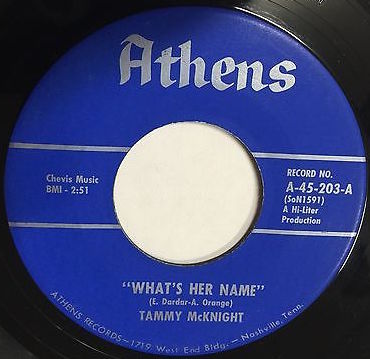 Athens
Chevis Music
BMI - 2:51
RECORD NO.
A-45-203-A
(SoN1591)
A Hi-Liter
Production
"WHAT'S HER NAME"
(E. Dardar-A. Orange)
TAMMY McKNIGHT
ATHENS RECORDS—1719 West End Bldg.—Nashville, Tenn.